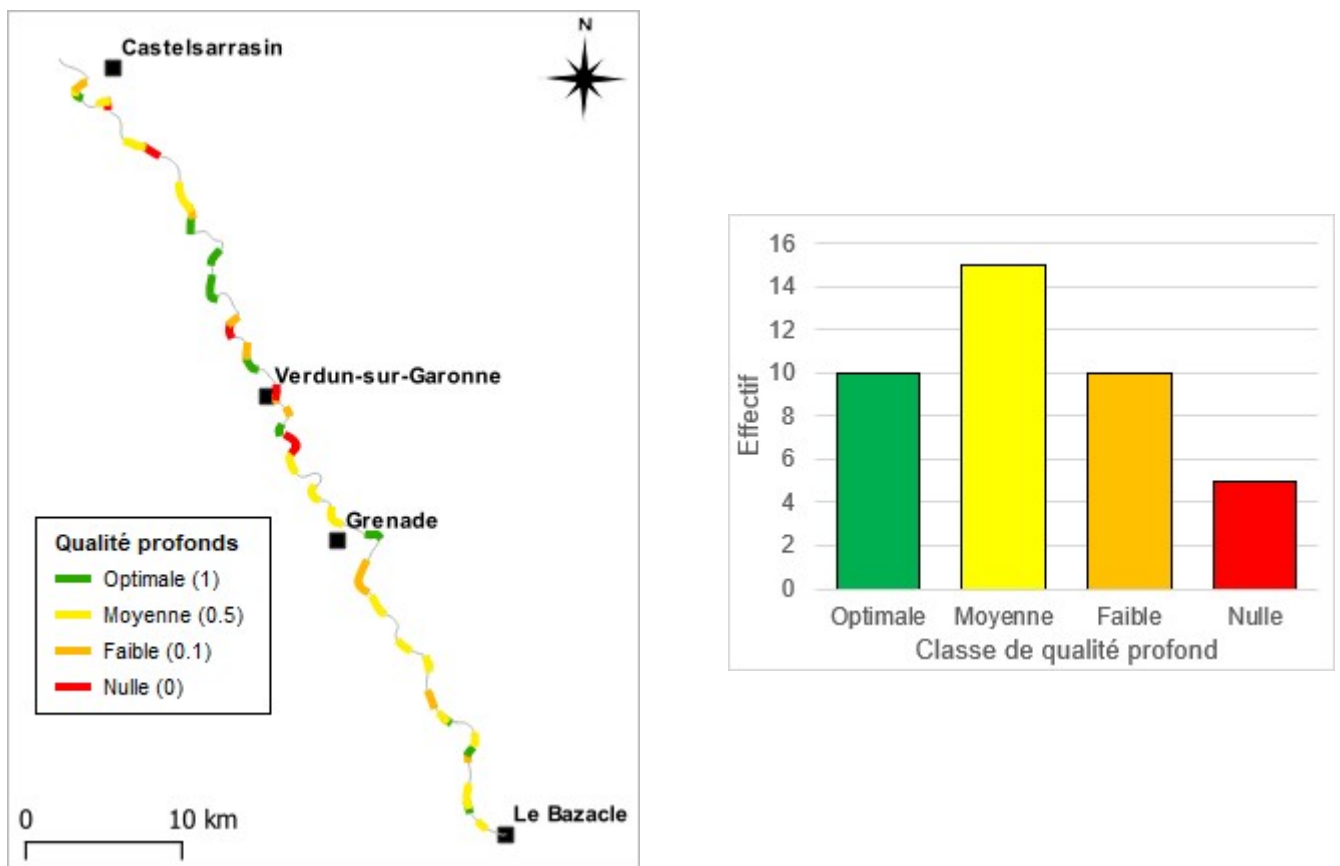 Castelsarrasin
N
Verdun-sur-Garonne
Grenade
Qualité profonds
Optimale (1)
Moyenne (0.5)
Faible (0.1)
Nulle (0)
Le Bazacle
0 10 km
16
14
12
10
8
6
4
2
0
Effectif
Optimale Moyenne Faible Nulle
Classe de qualité profond